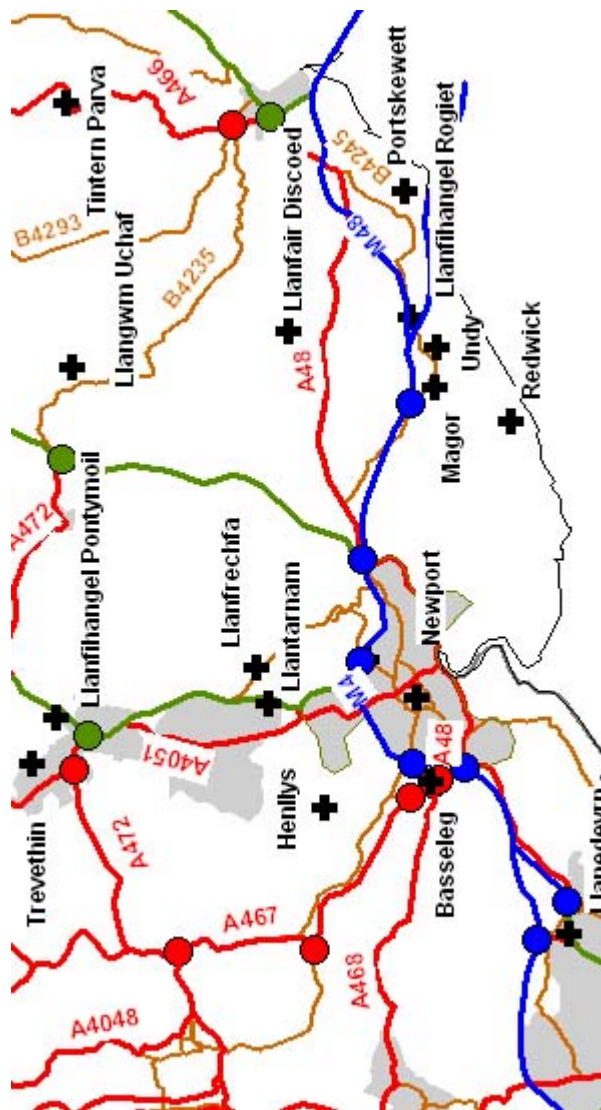 Tintern Parva
A466
B4293
Llangwm Uchaf
B4235
Llanfair Discoed
Portskewett
B4245
M48
Llanfihangel Rogiet
A48
Undy
Redwick
Magor
A472
Llanfihangel Pontymoil
Llanfrechfa
Llantarnam
Newport
M4
A4051
Trevethin
A472
Henllys
A48
Basseleg
A467
A468
A4048
Llanedeyrn